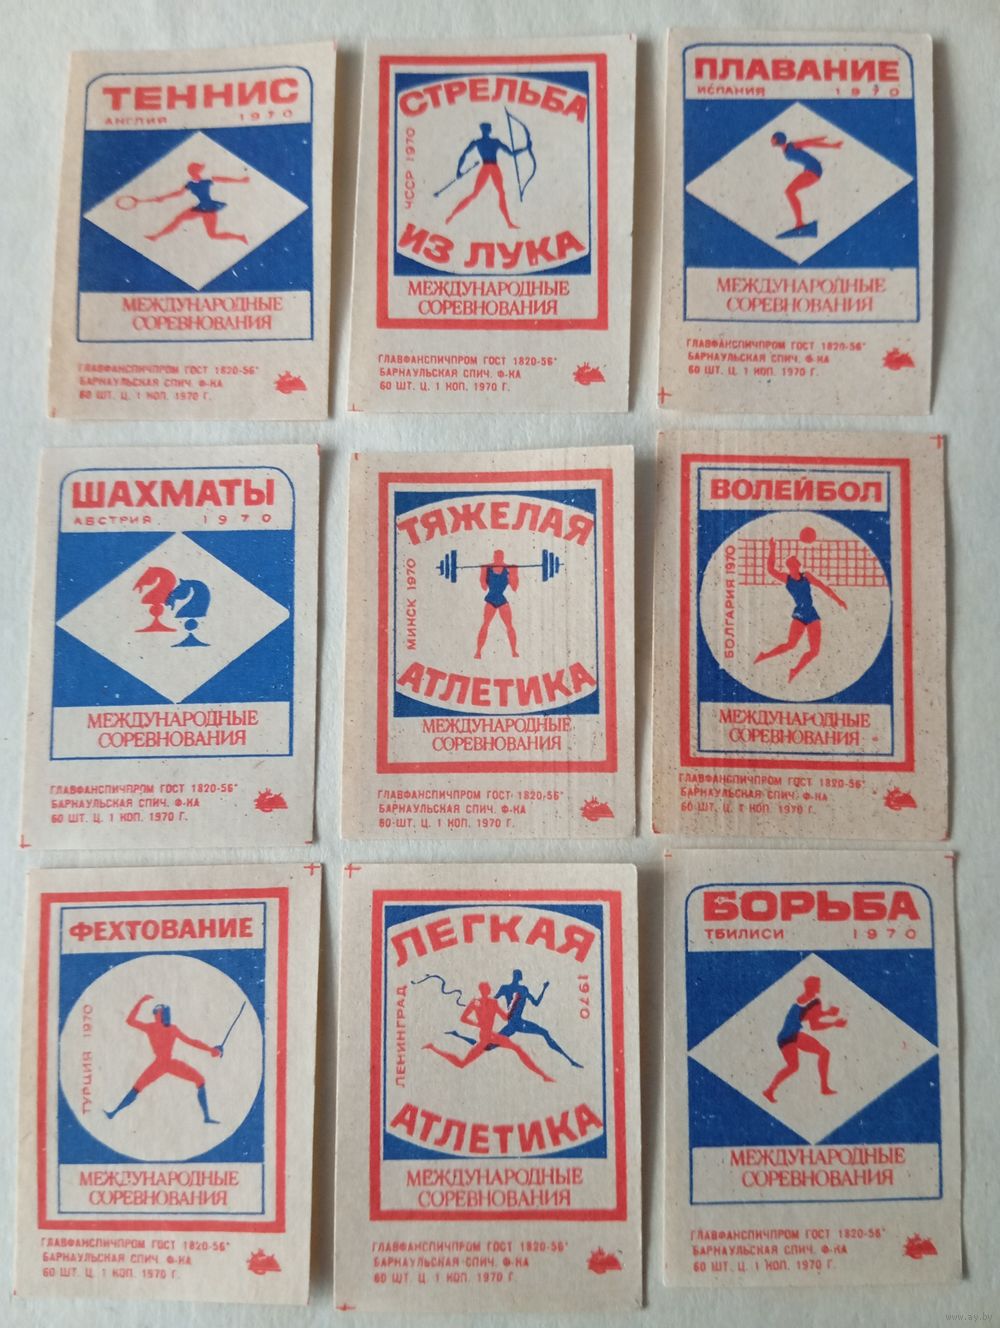 ТЕННИС
АНГЛИЯ 1970
МЕЖДУНАРОДНЫЕ
СОРЕВНОВАНИЯ
ГЛАВФАНСПИЧПРОМ ГОСТ 1820-56*
БАРНАУЛЬСКАЯ СПИЧ. Ф-КА
60 ШТ. Ц. 1 КОП. 1970 Г.
СТРЕЛЬБА
ЧССР 1970
ИЗ ЛУКА
МЕЖДУНАРОДНЫЕ
СОРЕВНОВАНИЯ
ГЛАВФАНСПИЧПРОМ ГОСТ 1820-56*
БАРНАУЛЬСКАЯ СПИЧ. Ф-КА
60 ШТ. Ц. 1 КОП. 1970 Г.
ПЛАВАНИЕ
ИСПАНИЯ 1970
МЕЖДУНАРОДНЫЕ
СОРЕВНОВАНИЯ
ГЛАВФАНСПИЧПРОМ ГОСТ 1820-56*
БАРНАУЛЬСКАЯ СПИЧ. Ф-КА
60 ШТ. Ц. 1 КОП. 1970 Г.
ШАХМАТЫ
АВСТРИЯ 1970
МЕЖДУНАРОДНЫЕ
СОРЕВНОВАНИЯ
ГЛАВФАНСПИЧПРОМ ГОСТ 1820-56*
БАРНАУЛЬСКАЯ СПИЧ. Ф-КА
60 ШТ. Ц. 1 КОП. 1970 Г.
ТЯЖЕЛАЯ
МИНСК 1970
АТЛЕТИКА
МЕЖДУНАРОДНЫЕ
СОРЕВНОВАНИЯ
ГЛАВФАНСПИЧПРОМ ГОСТ 1820-56*
БАРНАУЛЬСКАЯ СПИЧ. Ф-КА
60 ШТ. Ц. 1 КОП. 1970 Г.
ВОЛЕЙБОЛ
БОЛГАРИЯ 1970
МЕЖДУНАРОДНЫЕ
СОРЕВНОВАНИЯ
ГЛАВФАНСПИЧПРОМ ГОСТ 1820-56*
БАРНАУЛЬСКАЯ СПИЧ. Ф-КА
60 ШТ. Ц. 1 КОП. 1970 Г.
ФЕХТОВАНИЕ
ТУРЦИЯ 1970
МЕЖДУНАРОДНЫЕ
СОРЕВНОВАНИЯ
ГЛАВФАНСПИЧПРОМ ГОСТ 1820-56*
БАРНАУЛЬСКАЯ СПИЧ. Ф-КА
60 ШТ. Ц. 1 КОП. 1970 Г.
ЛЕГКАЯ
ЛЕНИНГРАД
1970
АТЛЕТИКА
МЕЖДУНАРОДНЫЕ
СОРЕВНОВАНИЯ
ГЛАВФАНСПИЧПРОМ ГОСТ 1820-56*
БАРНАУЛЬСКАЯ СПИЧ. Ф-КА
60 ШТ. Ц. 1 КОП. 1970 Г.
БОРЬБА
ТБИЛИСИ 1970
МЕЖДУНАРОДНЫЕ
СОРЕВНОВАНИЯ
ГЛАВФАНСПИЧПРОМ ГОСТ 1820-56*
БАРНАУЛЬСКАЯ СПИЧ. Ф-КА
60 ШТ. Ц. 1 КОП. 1970 Г.
www.ay.by